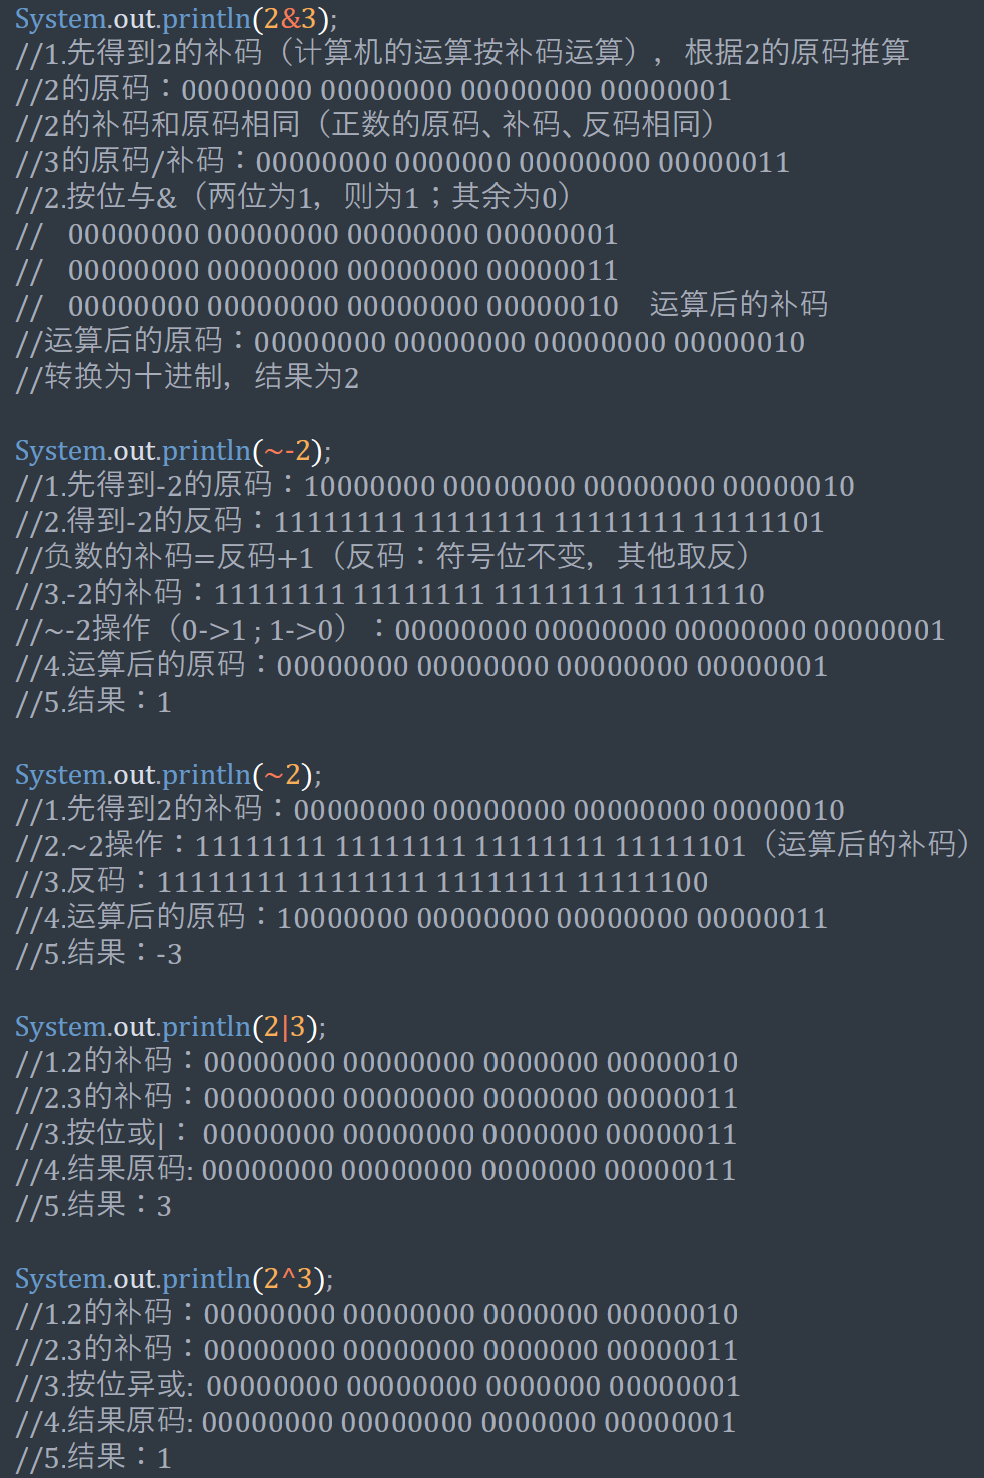 System.out.println(2&3);
//1.先得到2的补码（计算机的运算按补码运算），根据2的原码推算
//2的原码：00000000 00000000 00000000 00000001
//2的补码和原码相同（正数的原码、补码、反码相同）
//3的原码/补码：00000000 0000000 00000000 00000011
//2.按位与&（两位为1，则为1；其余为0）
// 00000000 00000000 00000000 00000001
// 00000000 00000000 00000000 00000011
// 00000000 00000000 00000000 00000010 运算后的补码
//运算后的原码：00000000 00000000 00000000 00000010
//转换为十进制，结果为2
System.out.println(~-2);
//1.先得到-2的原码：10000000 00000000 00000000 00000010
//2.得到-2的反码：11111111 11111111 11111111 11111101
//负数的补码=反码+1（反码：符号位不变，其他取反）
//3.-2的补码：11111111 11111111 11111111 11111110
//~-2操作（0->1 ; 1->0）：00000000 00000000 00000000 00000001
//4.运算后的原码：00000000 00000000 00000000 00000001
//5.结果：1
System.out.println(~2);
//1.先得到2的补码：00000000 00000000 00000000 00000010
//2.~2操作：11111111 11111111 11111111 11111101（运算后的补码）
//3.反码：11111111 11111111 11111111 11111100
//4.运算后的原码：10000000 00000000 00000000 00000011
//5.结果：-3
System.out.println(2|3);
//1.2的补码：00000000 00000000 0000000 00000010
//2.3的补码：00000000 00000000 0000000 00000011
//3.按位或|： 00000000 00000000 0000000 00000011
//4.结果原码: 00000000 00000000 0000000 00000011
//5.结果：3
System.out.println(2^3);
//1.2的补码：00000000 00000000 0000000 00000010
//2.3的补码：00000000 00000000 0000000 00000011
//3.按位异或: 00000000 00000000 0000000 00000001
//4.结果原码: 00000000 00000000 0000000 00000001
//5.结果：1